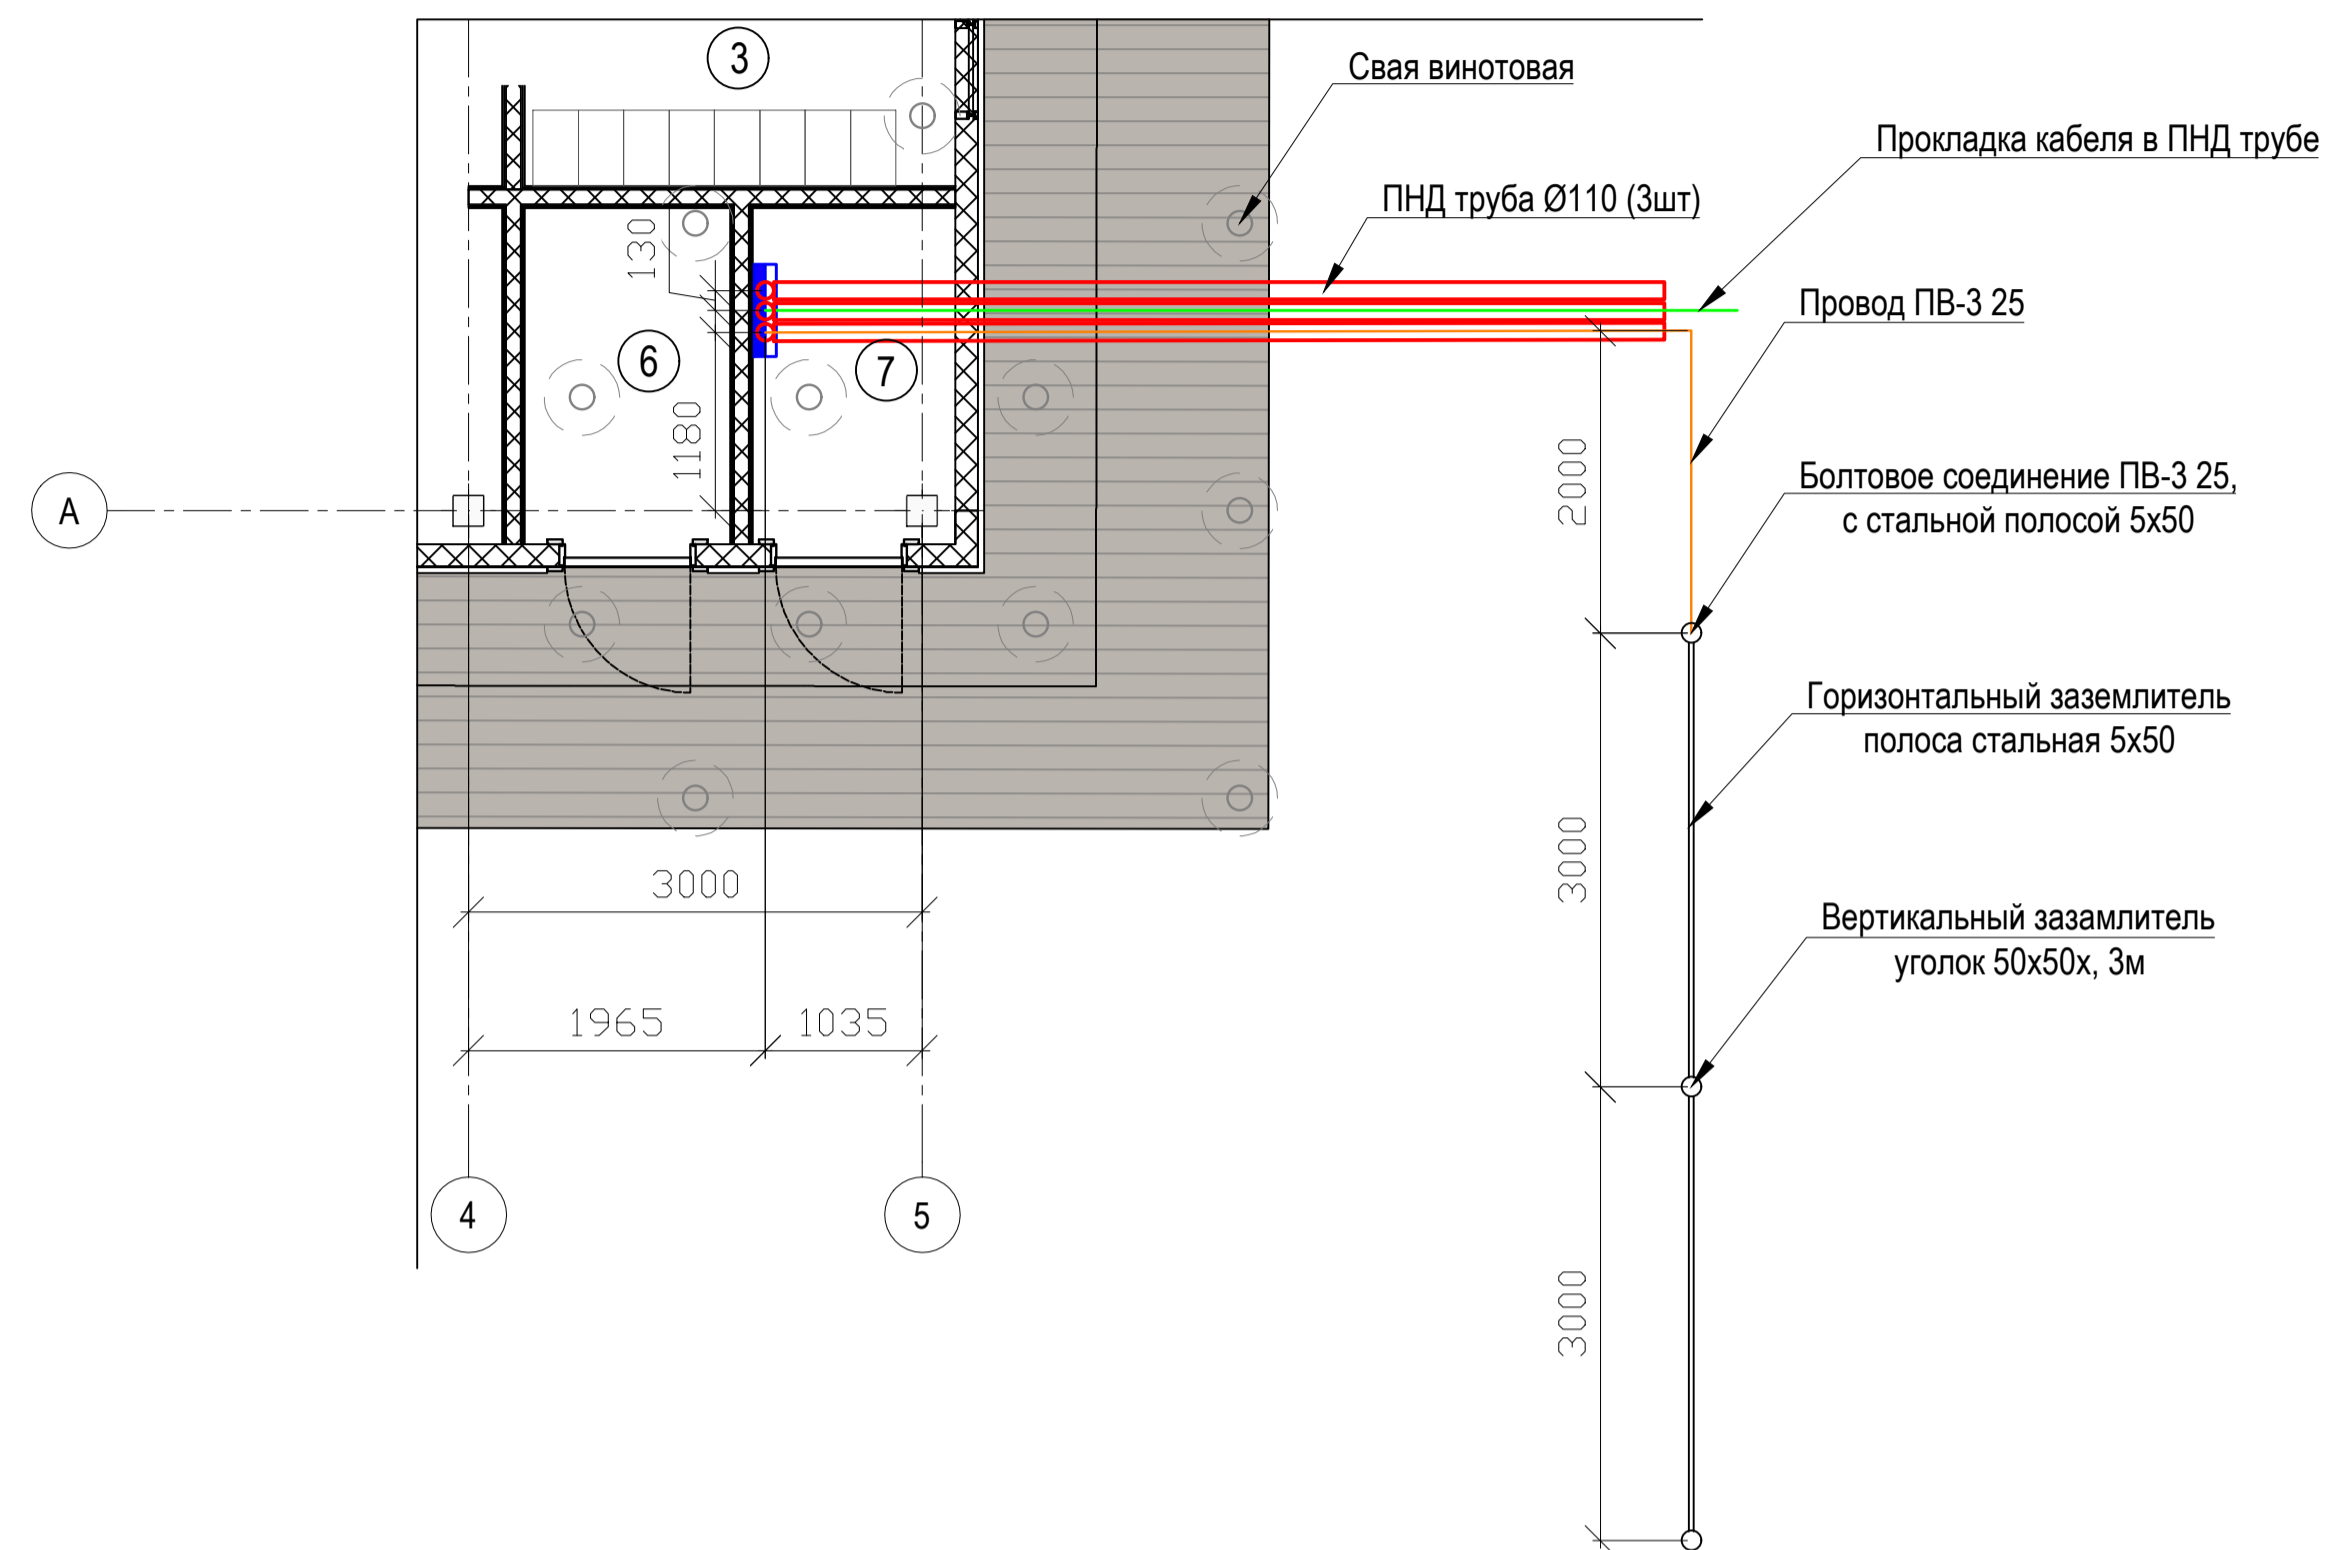 3
Свая винотовая
Прокладка кабеля в ПНД трубе
ПНД труба Ø110 (3шт)
130
Провод ПВ-3 25
6
7
1180
2000
Болтовое соединение ПВ-3 25,
с стальной полосой 5х50
А
Горизонтальный заземлитель
полоса стальная 5х50
3000
3000
Вертикальный зазамлитель
уголок 50х50х, 3м
1965
1035
4
5
3000